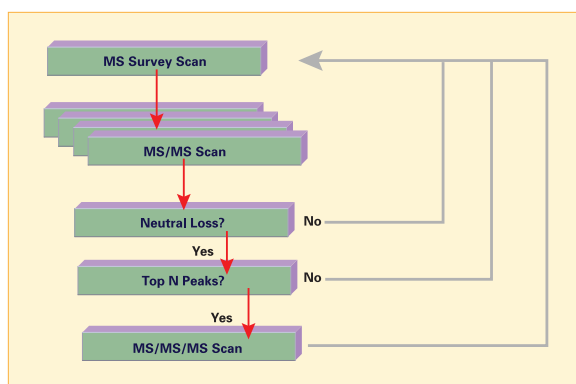 MS Survey Scan
MS/MS Scan
Neutral Loss?
No
Yes
Top N Peaks?
No
Yes
MS/MS/MS Scan